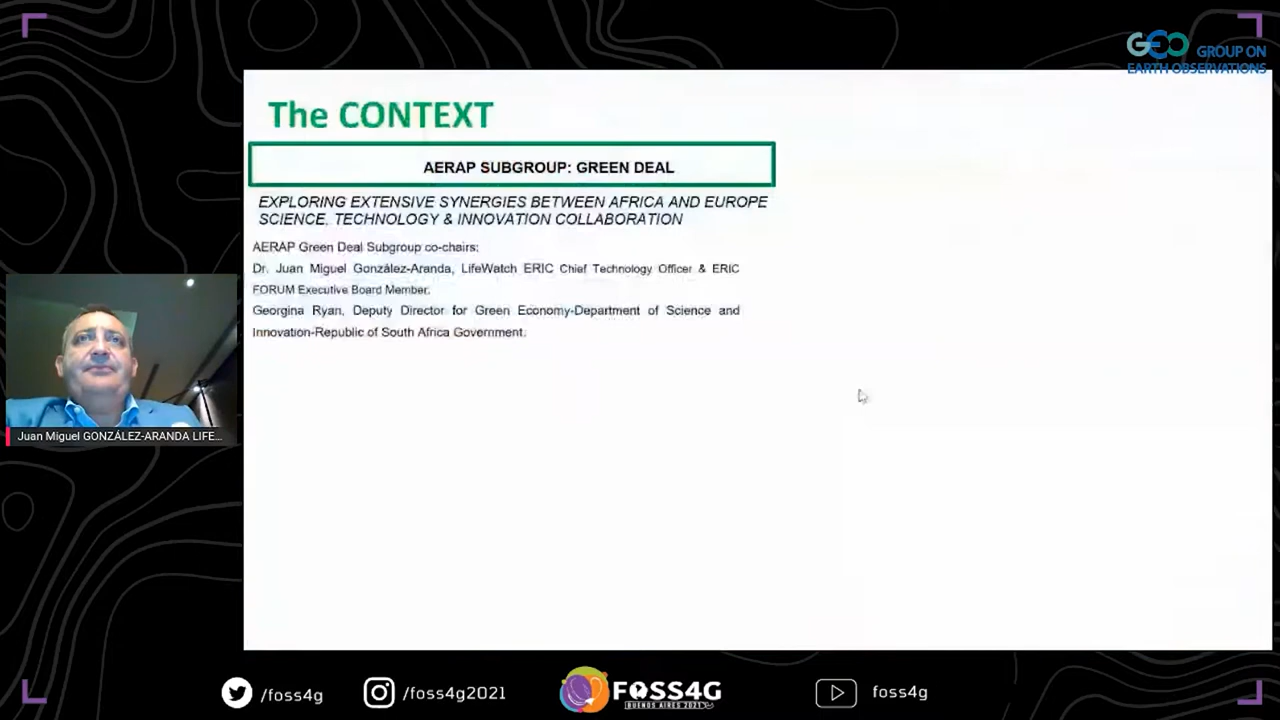 GEO GROUP ON
EARTH OBSERVATIONS
The CONTEXT
AERAP SUBGROUP: GREEN DEAL
EXPLORING EXTENSIVE SYNERGIES BETWEEN AFRICA AND EUROPE
SCIENCE, TECHNOLOGY & INNOVATION COLLABORATION
AERAP Green Deal Subgroup co-chairs:
Dr. Juan Miguel González-Aranda, LifeWatch ERIC Chief Technology Officer & ERIC
FORUM Executive Board Member.
Georgina Ryan, Deputy Director for Green Economy-Department of Science and
Innovation-Republic of South Africa Government.
Juan Miguel GONZÁLEZ-ARANDA LIFE...
/foss4g
/foss4g2021
FOSS4G
BUENOS AIRES 2021
foss4g